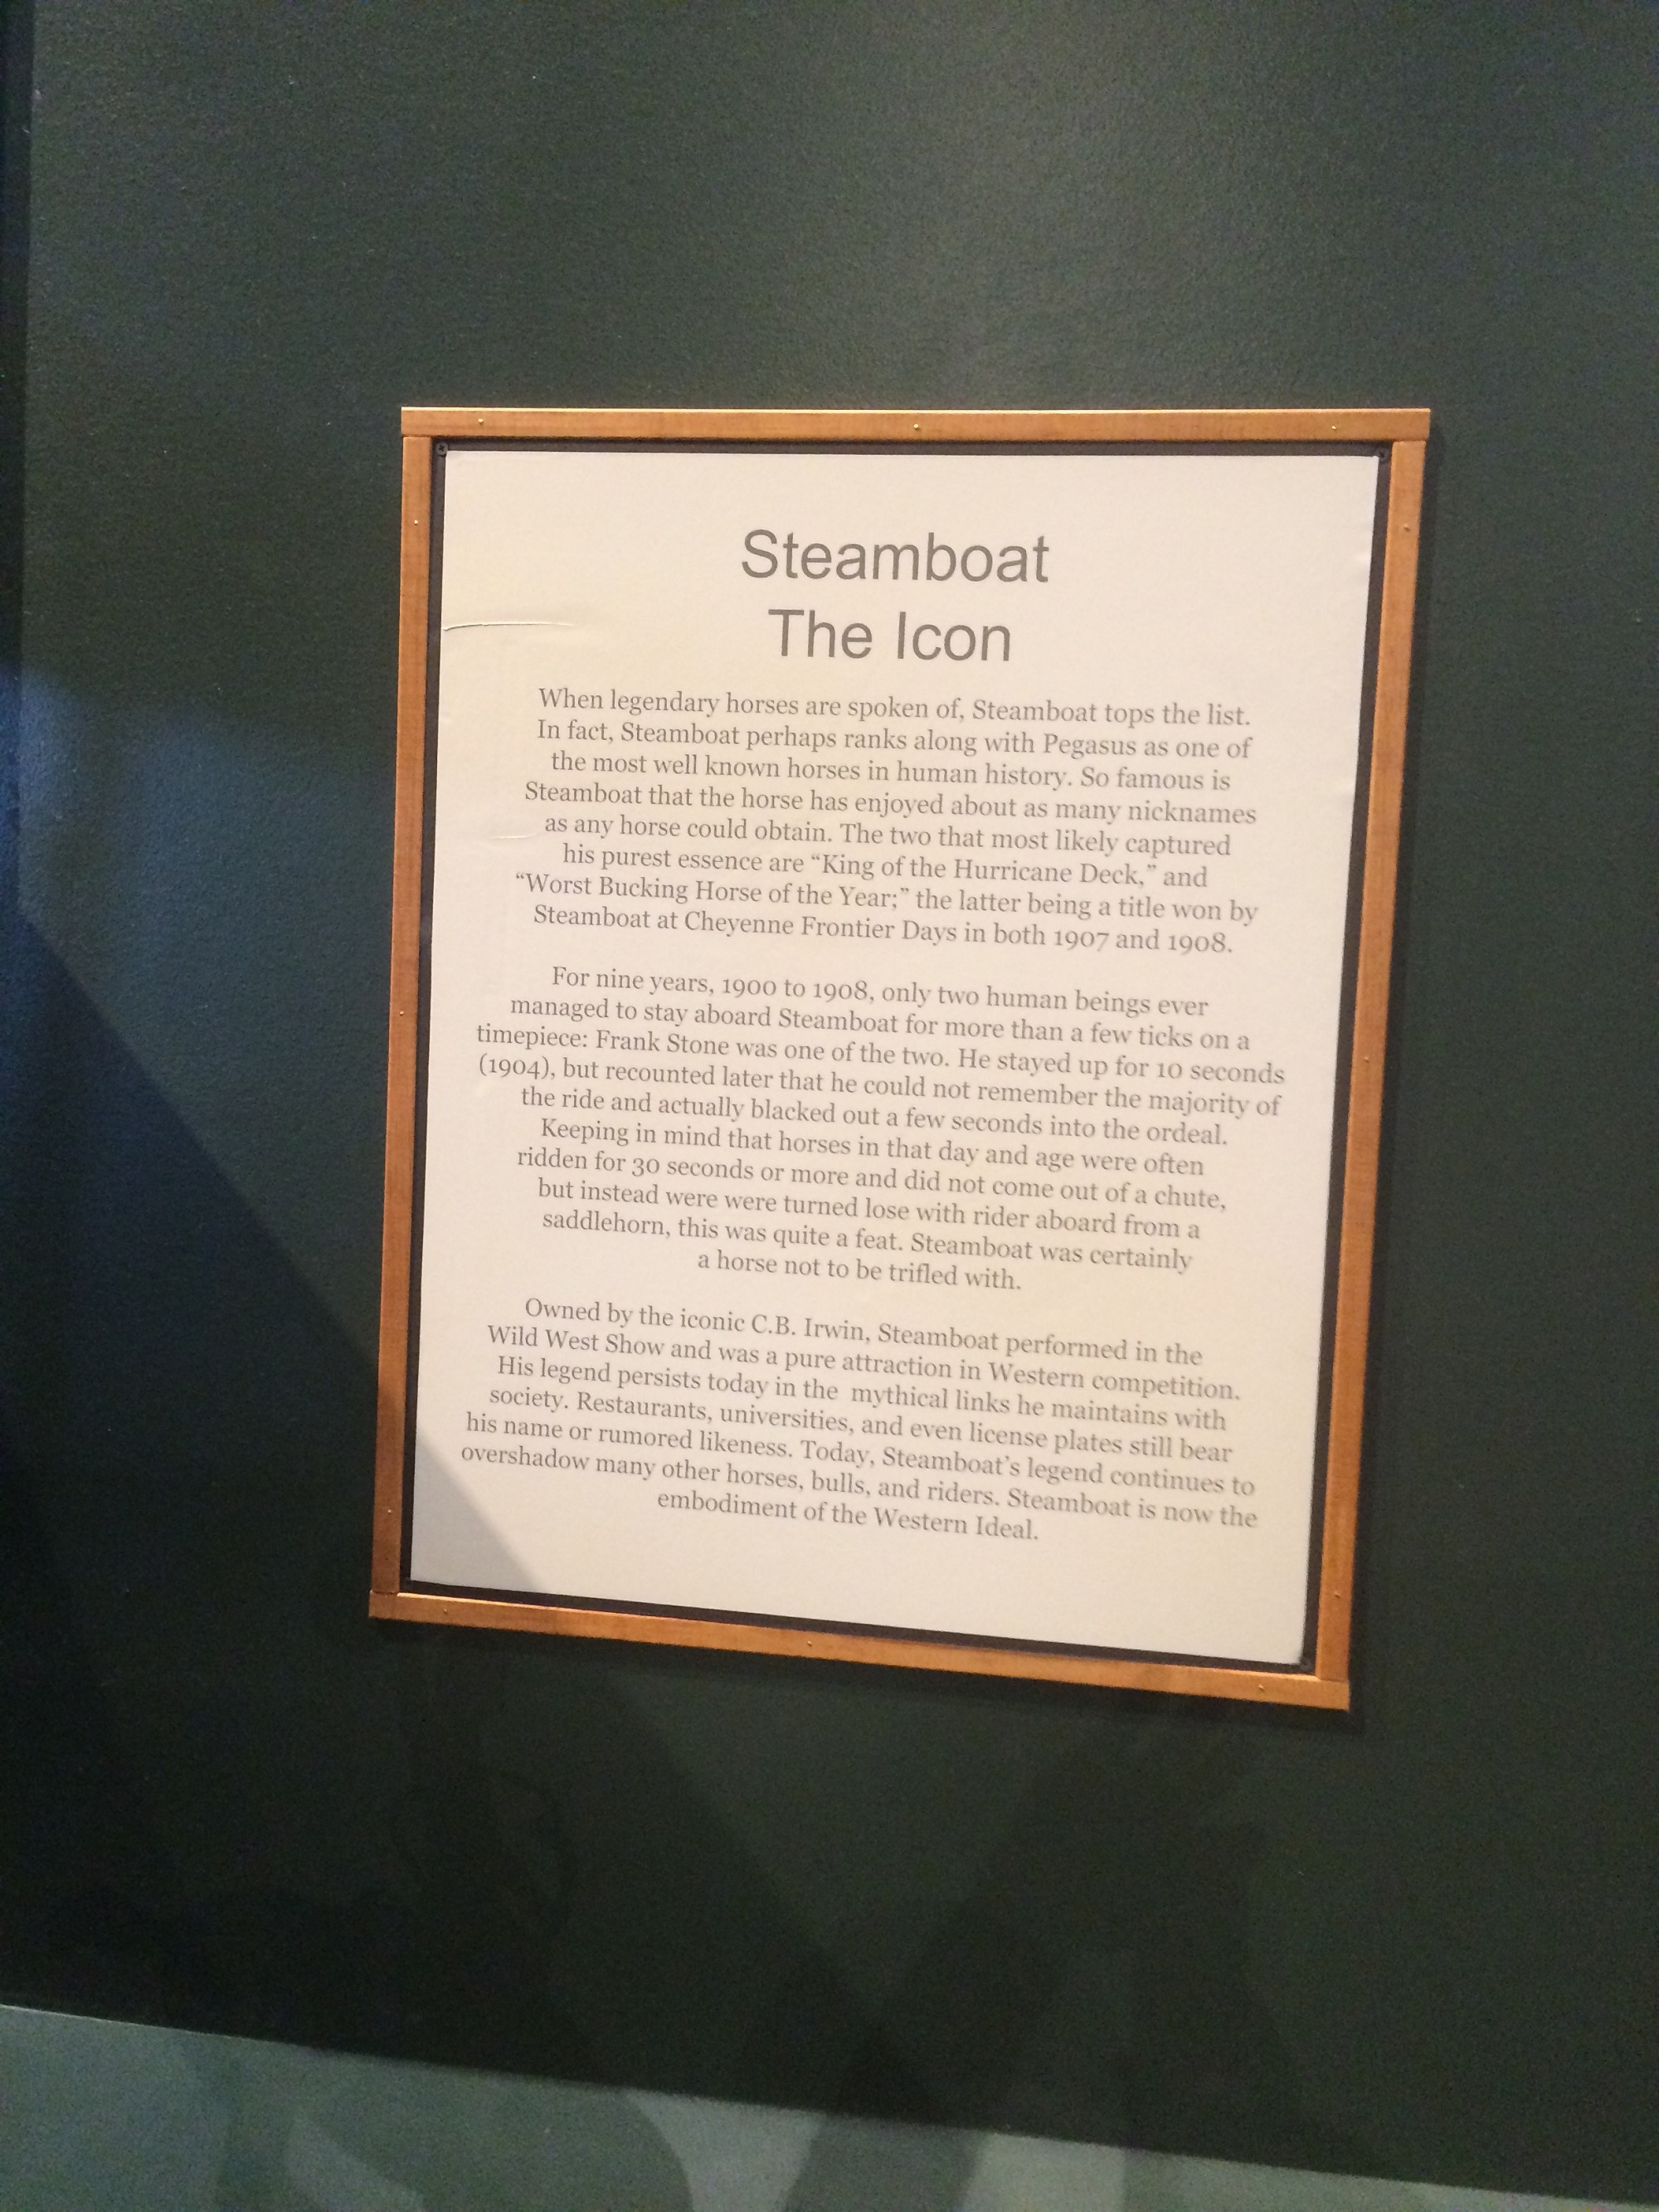 Steamboat
The Icon
When legendary horses are spoken of, Steamboat tops the list.
In fact, Steamboat perhaps ranks along with Pegasus as one of
the most well known horses in human history. So famous is
Steamboat that the horse has enjoyed about as many nicknames
as any horse could obtain. The two that most likely captured
his purest essence are “King of the Hurricane Deck,” and
“Worst Bucking Horse of the Year;” the latter being a title won by
Steamboat at Cheyenne Frontier Days in both 1907 and 1908.
For nine years, 1900 to 1908, only two human beings ever
managed to stay aboard Steamboat for more than a few ticks on a
timepiece: Frank Stone was one of the two. He stayed up for 10 seconds
(1904), but recounted later that he could not remember the majority of
the ride and actually blacked out a few seconds into the ordeal.
Keeping in mind that horses in that day and age were often
ridden for 30 seconds or more and did not come out of a chute,
but instead were were turned lose with rider aboard from a
saddlehorn, this was quite a feat. Steamboat was certainly
a horse not to be trifled with.
Owned by the iconic C.B. Irwin, Steamboat performed in the
Wild West Show and was a pure attraction in Western competition.
His legend persists today in the mythical links he maintains with
society. Restaurants, universities, and even license plates still bear
his name or rumored likeness. Today, Steamboat’s legend continues to
overshadow many other horses, bulls, and riders. Steamboat is now the
embodiment of the Western Ideal.